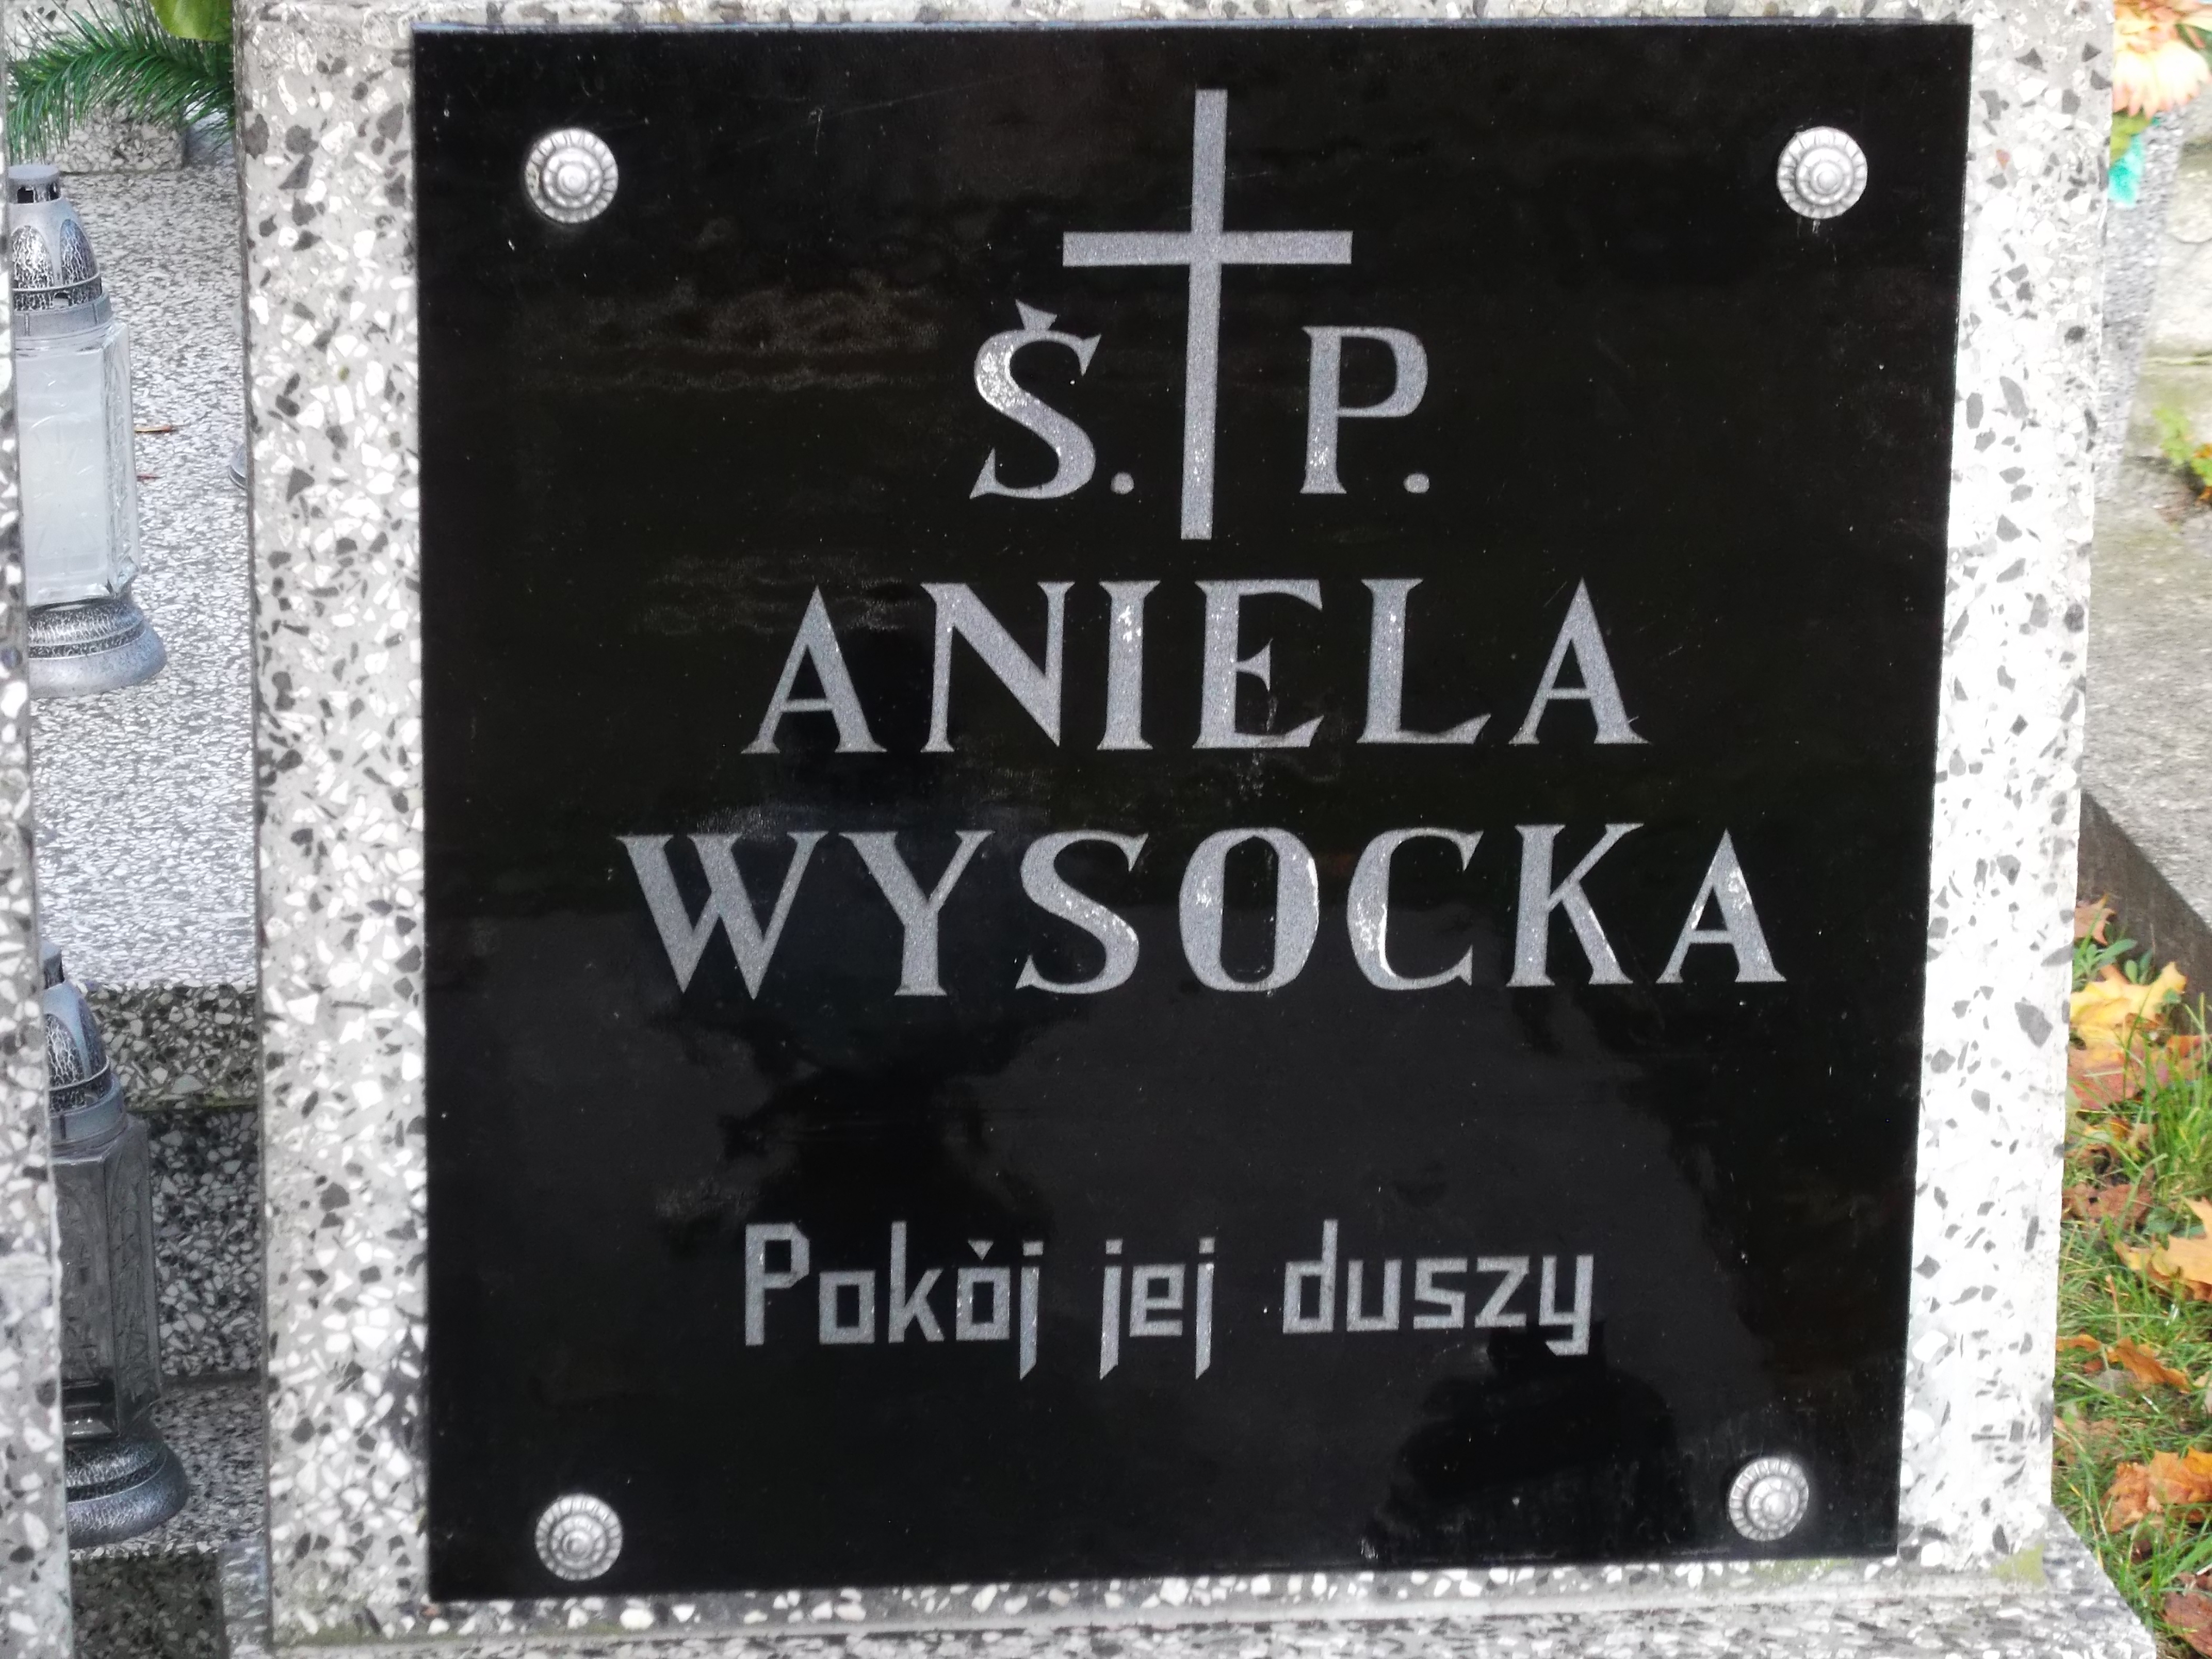 Ś. P.
ANIELA
WYSOCKA
Pokój jej duszy